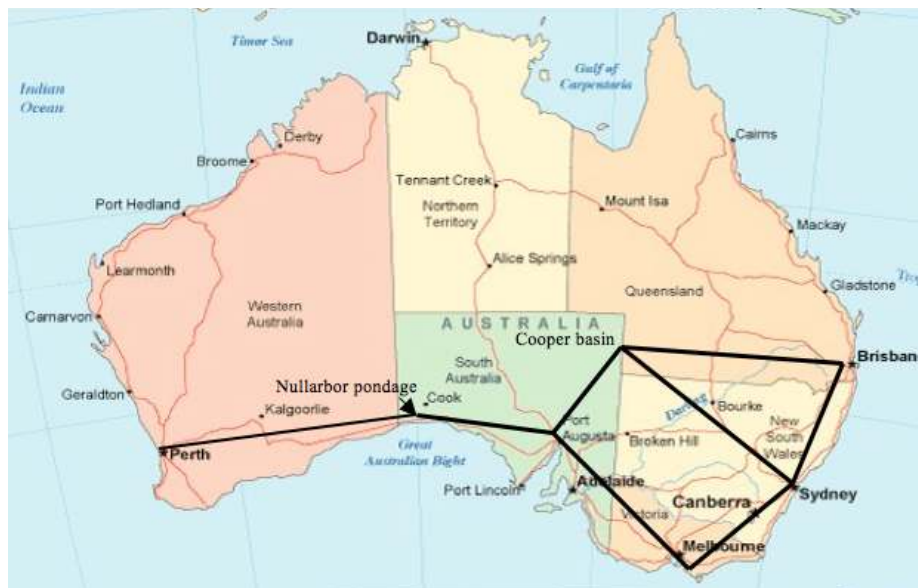 Timor Sea
Darwin
Gulf of
Carpentaria
Indian
Ocean
Derby
Broome
Cairns
Tennant Creek
Northern
Territory
Mount Isa
Port Hedland
Mackay
Learmonth
Alice Springs
Gladstone
Western
Australia
Queensland
Carnarvon
AUSTRALIA
Cooper basin
South
Australia
Brisban
Nullarbor pondage
Geraldton
Cook
Kalgoorlie
Darling
Bourke
New
South
Wales
Port
Augusta
Broken Hill
Perth
Great
Australian Bight
Port Lincoln
Adelaide
Canberra
Sydney
Victoria
Melbourne